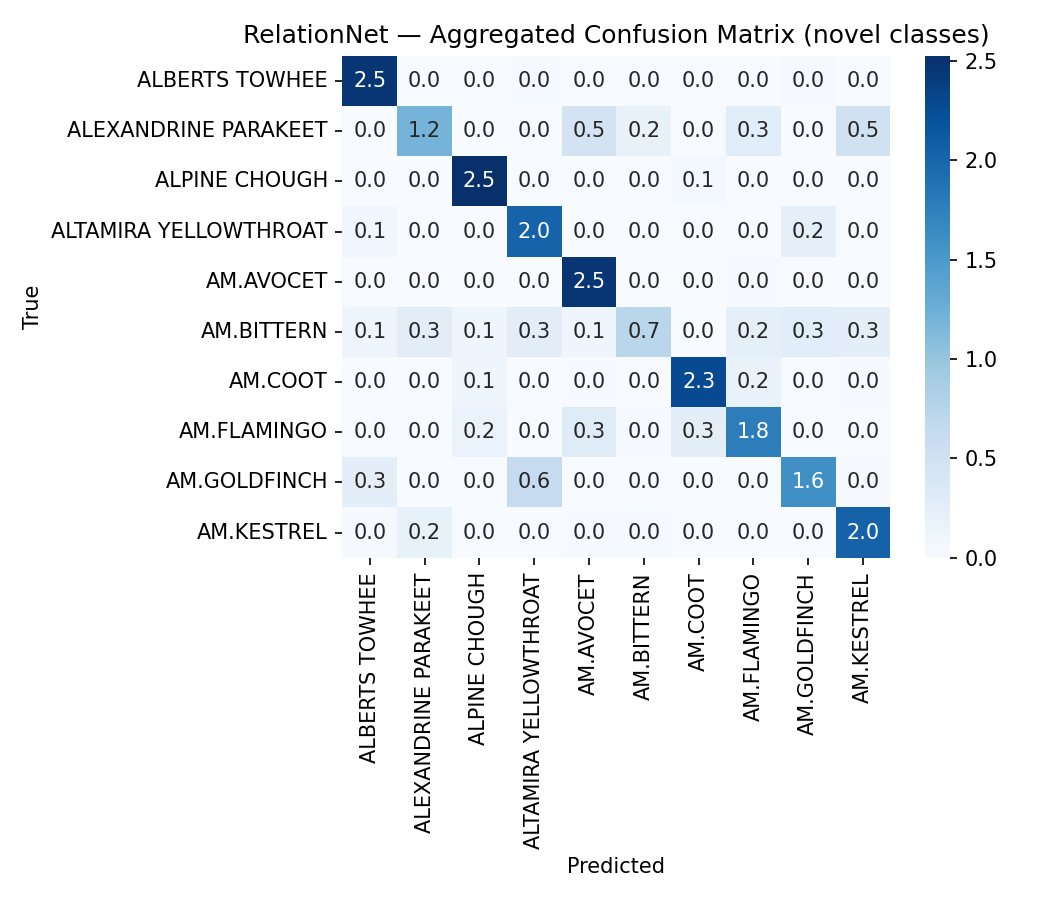 RelationNet — Aggregated Confusion Matrix (novel classes)
True
ALBERTS TOWHEE 2.5 0.0 0.0 0.0 0.0 0.0 0.0 0.0 0.0 0.0
ALEXANDRINE PARAKEET 0.0 1.2 0.0 0.0 0.5 0.2 0.0 0.3 0.0 0.5
ALPINE CHOUGH 0.0 0.0 2.5 0.0 0.0 0.0 0.1 0.0 0.0 0.0
ALTAMIRA YELLOWTHROAT 0.1 0.0 0.0 2.0 0.0 0.0 0.0 0.0 0.2 0.0
AM.AVOCET 0.0 0.0 0.0 0.0 2.5 0.0 0.0 0.0 0.0 0.0
AM.BITTERN 0.1 0.3 0.1 0.3 0.1 0.7 0.0 0.2 0.3 0.3
AM.COOT 0.0 0.0 0.1 0.0 0.0 0.0 2.3 0.2 0.0 0.0
AM.FLAMINGO 0.0 0.0 0.2 0.0 0.3 0.0 0.3 1.8 0.0 0.0
AM.GOLDFINCH 0.3 0.0 0.0 0.6 0.0 0.0 0.0 0.0 1.6 0.0
AM.KESTREL 0.0 0.2 0.0 0.0 0.0 0.0 0.0 0.0 0.0 2.0
ALBERTS TOWHEE
ALEXANDRINE PARAKEET
ALPINE CHOUGH
ALTAMIRA YELLOWTHROAT
AM.AVOCET
AM.BITTERN
AM.COOT
AM.FLAMINGO
AM.GOLDFINCH
AM.KESTREL
Predicted
2.5
2.0
1.5
1.0
0.5
0.0